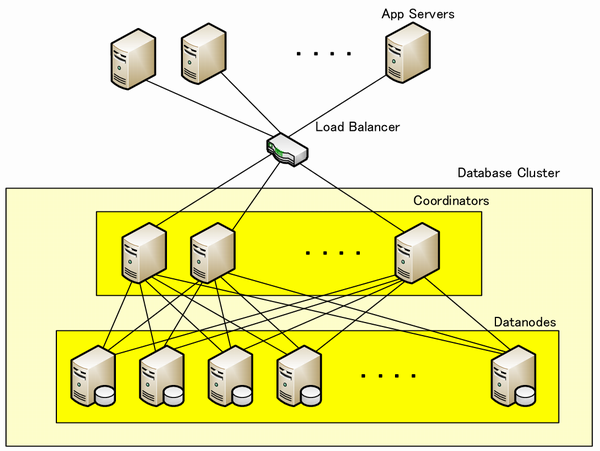 App Servers
Load Balancer
Database Cluster
Coordinators
Datanodes